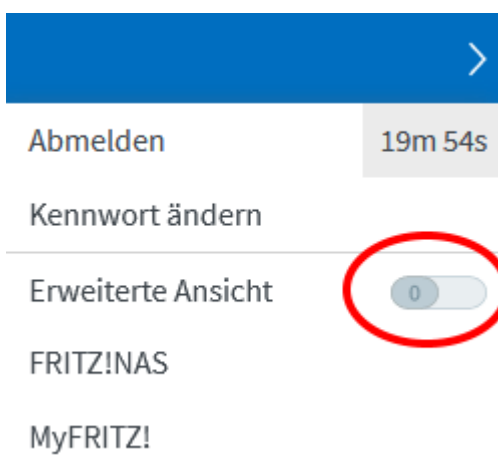 Abmelden 19m 54s
Kennwort ändern
Erweiterte Ansicht 0
FRITZ!NAS
MyFRITZ!